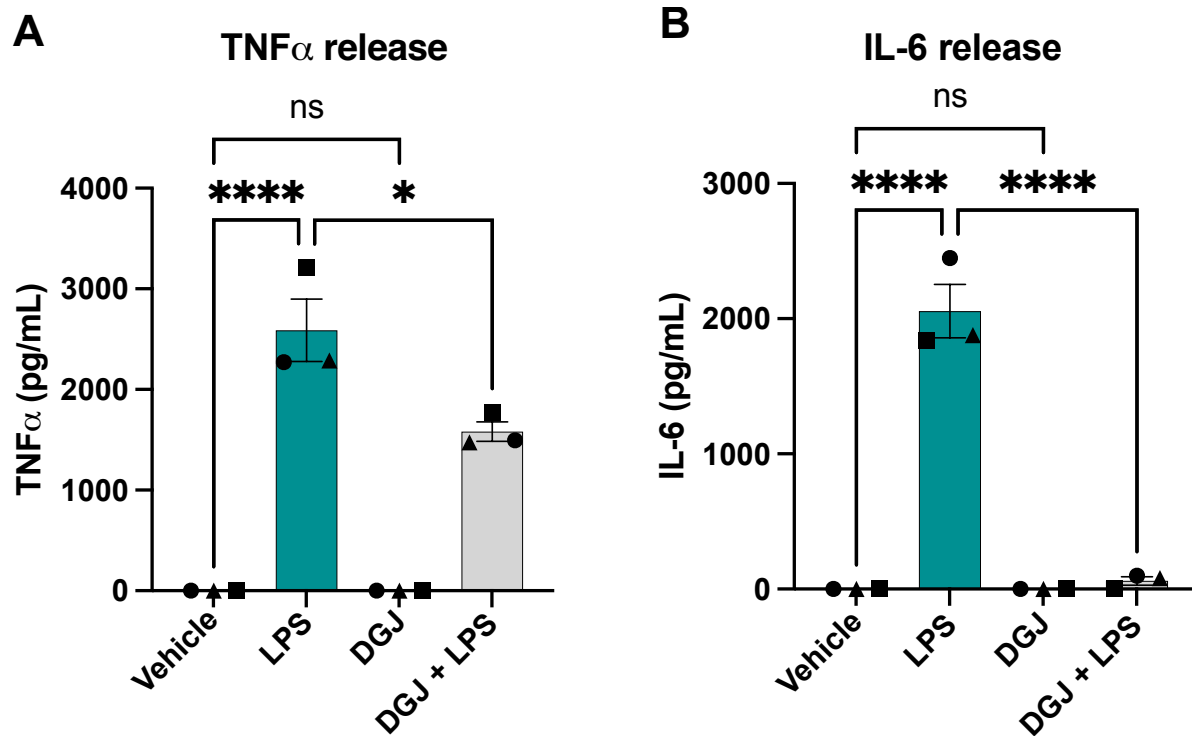 A
TNFα release
ns
**** *
4000
3000
2000
1000
0
TNFα (pg/mL)
Vehicle
LPS
DGJ
DGJ + LPS
B
IL-6 release
ns
**** ****
3000
2000
1000
0
IL-6 (pg/mL)
Vehicle
LPS
DGJ
DGJ + LPS